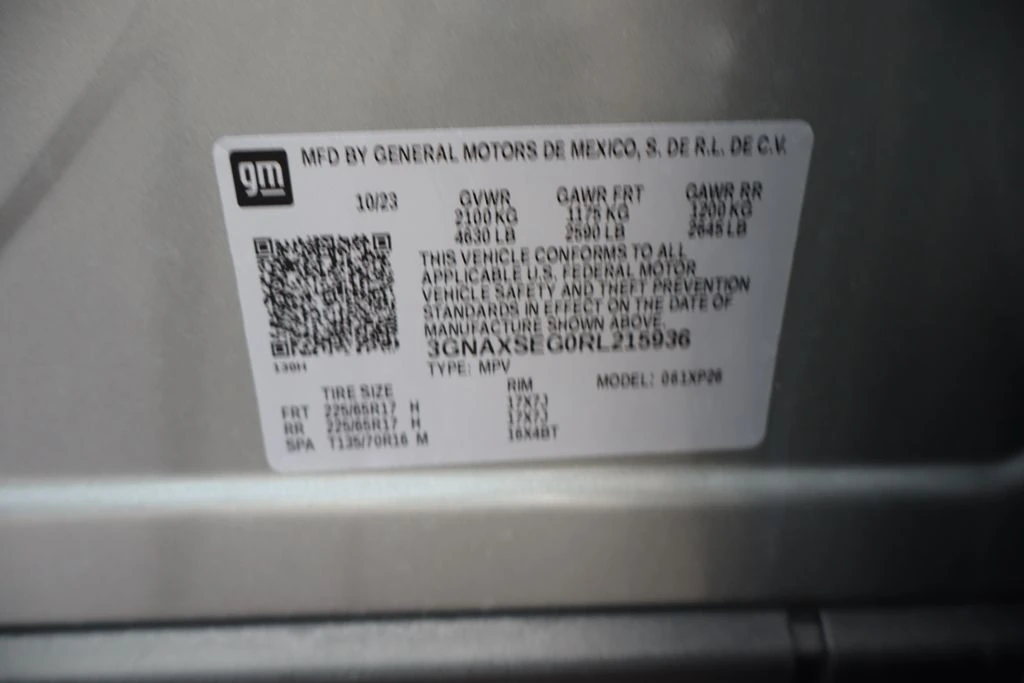 gm
MFD BY GENERAL MOTORS DE MEXICO, S. DE R.L. DE C.V.
10/23 GVWR GAWR FRT GAWR RR
2100 KG 1175 KG 1200 KG
4630 LB 2590 LB 2645 LB
THIS VEHICLE CONFORMS TO ALL
APPLICABLE U.S. FEDERAL MOTOR
VEHICLE SAFETY AND THEFT PREVENTION
STANDARDS IN EFFECT ON THE DATE OF
MANUFACTURE SHOWN ABOVE.
3GNAXSEG0RL215936
TYPE: MPV MODEL: 061XP26
TIRE SIZE RIM
FRT 225/65R17 H 17X7J
RR 225/65R17 H 17X7J
SPA T135/70R16 M 16X4BT